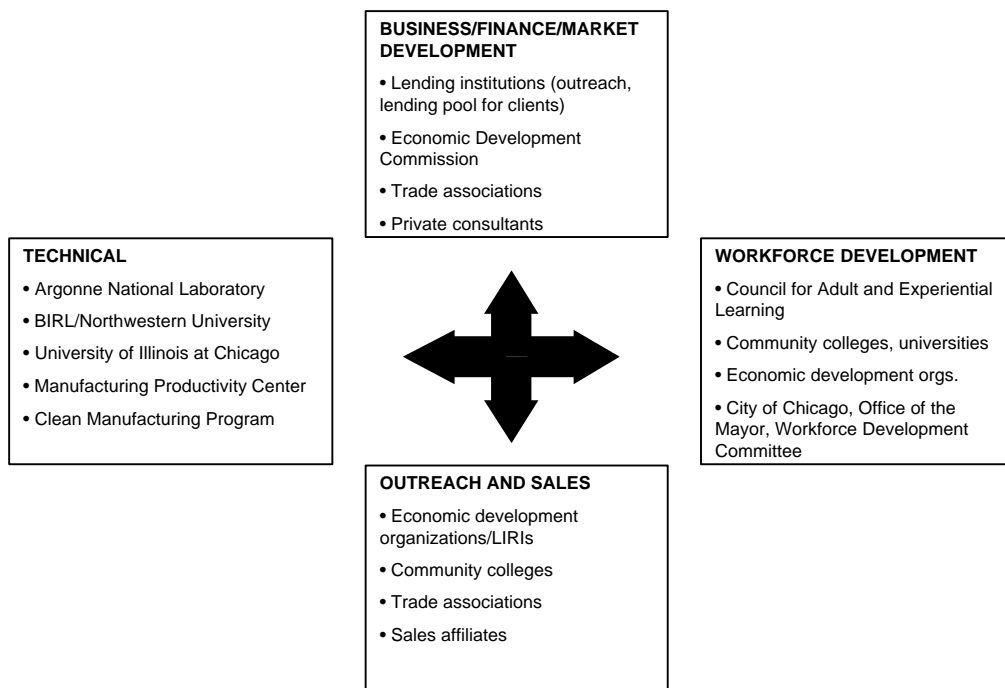 BUSINESS/FINANCE/MARKET
DEVELOPMENT
• Lending institutions (outreach,
lending pool for clients)
• Economic Development
Commission
• Trade associations
• Private consultants
TECHNICAL
• Argonne National Laboratory
• BIRL/Northwestern University
• University of Illinois at Chicago
• Manufacturing Productivity Center
• Clean Manufacturing Program
WORKFORCE DEVELOPMENT
• Council for Adult and Experiential
Learning
• Community colleges, universities
• Economic development orgs.
• City of Chicago, Office of the
Mayor, Workforce Development
Committee
OUTREACH AND SALES
• Economic development
organizations/LIRIs
• Community colleges
• Trade associations
• Sales affiliates